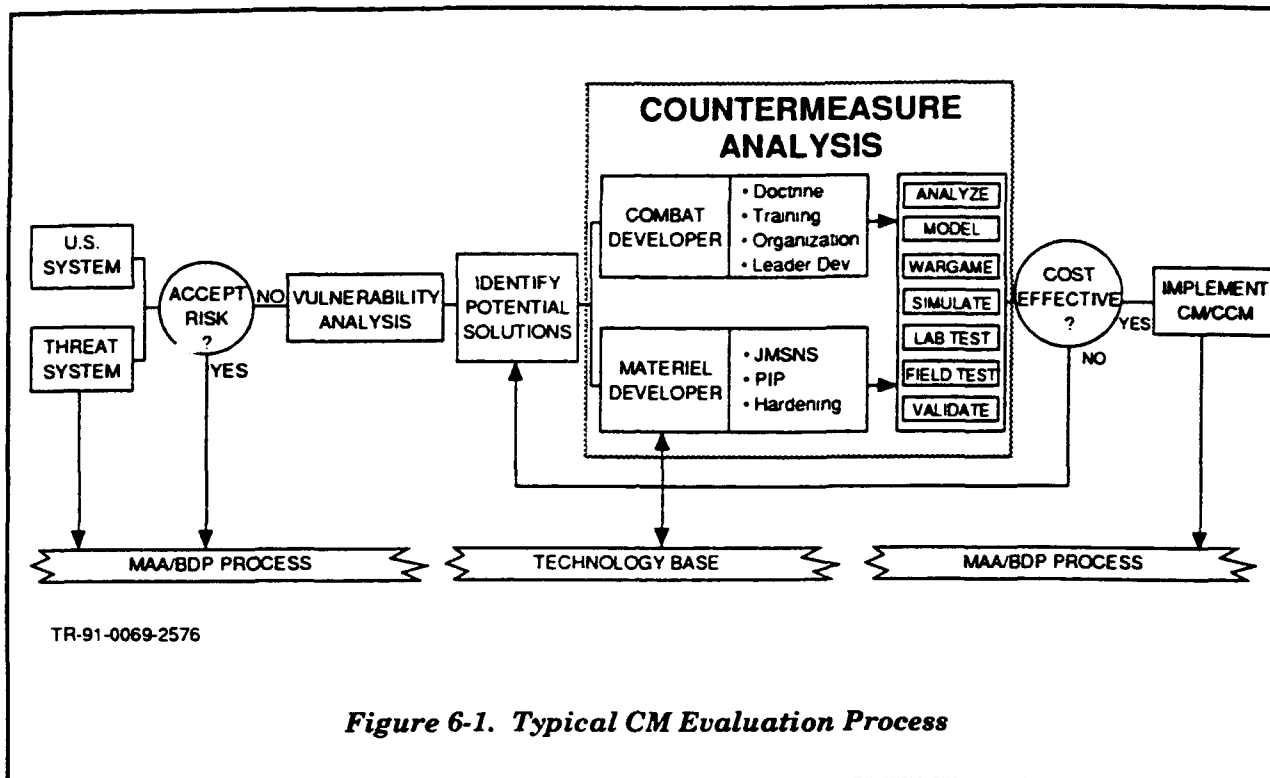 COUNTERMEASURE
ANALYSIS
U.S.
SYSTEM
THREAT
SYSTEM
ACCEPT
RISK
?
NO
YES
VULNERABILITY
ANALYSIS
IDENTIFY
POTENTIAL
SOLUTIONS
COMBAT
DEVELOPER
• Doctrine
• Training
• Organization
• Leader Dev
MATERIEL
DEVELOPER
• JMSNS
• PIP
• Hardening
ANALYZE
MODEL
WARGAME
SIMULATE
LAB TEST
FIELD TEST
VALIDATE
COST
EFFECTIVE
?
YES
NO
IMPLEMENT
CM/CCM
MAA/BDP PROCESS
TECHNOLOGY BASE
MAA/BDP PROCESS
TR-91-0069-2576
Figure 6-1. Typical CM Evaluation Process